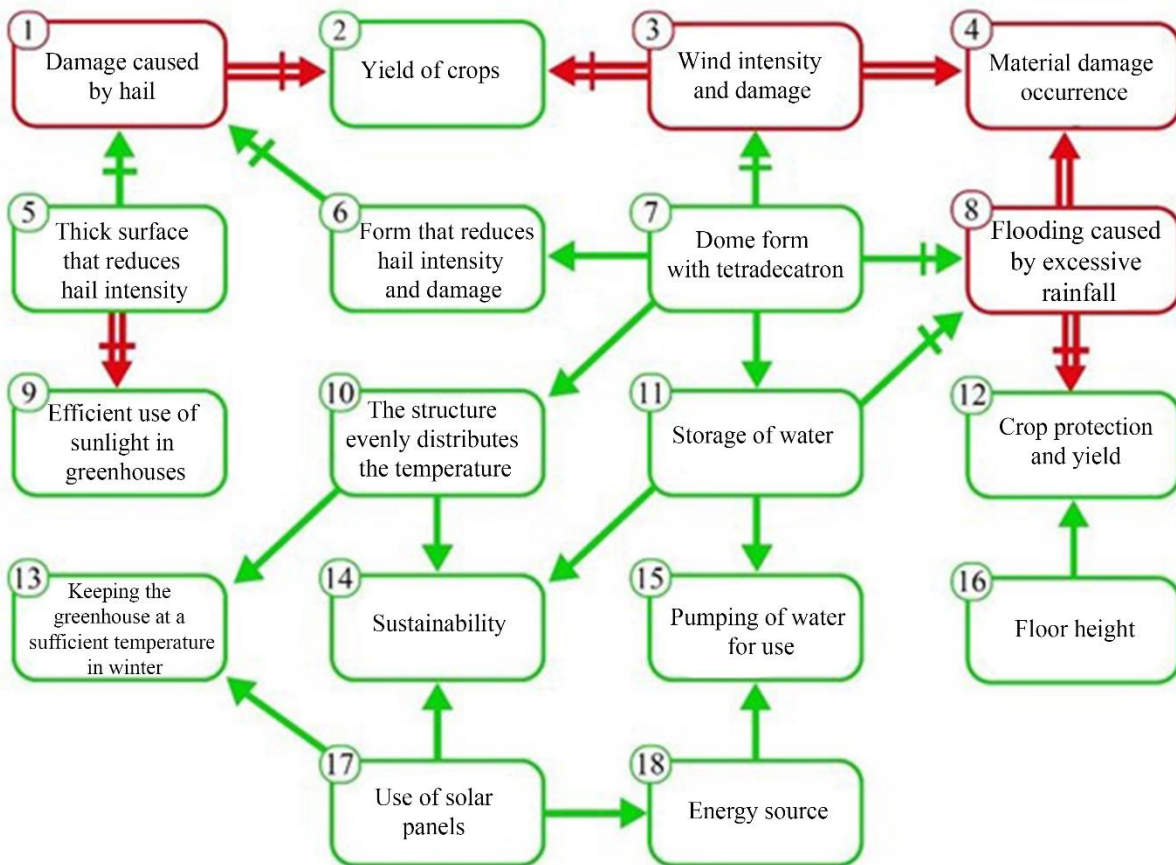 1
Damage caused
by hail
2
Yield of crops
3
Wind intensity
and damage
4
Material damage
occurrence
5
Thick surface
that reduces
hail intensity
6
Form that reduces
hail intensity
and damage
7
Dome form
with tetradecatron
8
Flooding caused
by excessive
rainfall
9
Efficient use of
sunlight in
greenhouses
10
The structure
evenly distributes
the temperature
11
Storage of water
12
Crop protection
and yield
13
Keeping the
greenhouse at a
sufficient temperature
in winter
14
Sustainability
15
Pumping of water
for use
16
Floor height
17
Use of solar
panels
18
Energy source